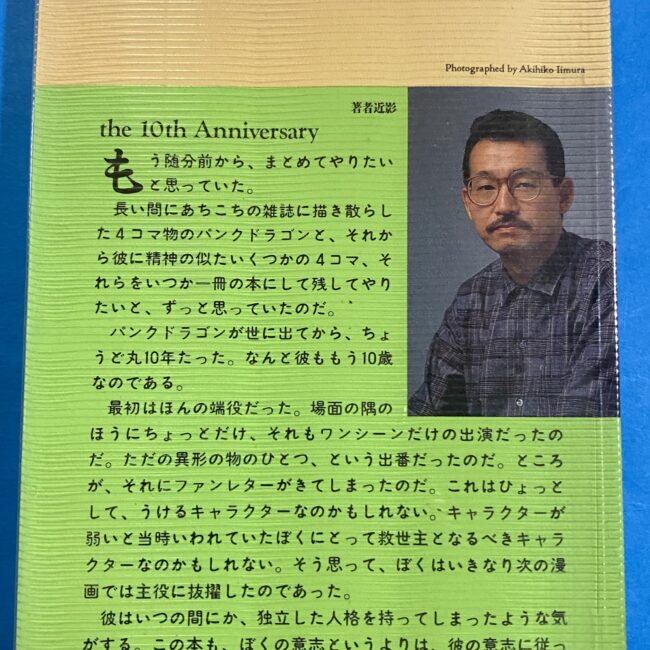 Photographed by Akihiko Iimura
著者近影
the 10th Anniversary
もう随分前から、まとめてやりたい
と思っていた。
長い間にあちこちの雑誌に描き散らし
た4コマ物のパンクドラゴンと、それか
ら彼に精神の似たいくつかの4コマ、そ
れらをいつか一冊の本にして残してやり
たいと、ずっと思っていたのだ。
パンクドラゴンが世に出てから、ちょ
うど丸10年たった。なんと彼ももう10歳
なのである。
最初はほんの端役だった。場面の隅の
ほうにちょっとだけ、それもワンシーンだけの出演だったの
だ。ただの異形の物のひとつ、という出番だったのだ。ところ
が、それにファンレターがきてしまったのだ。これはひょっと
して、うけるキャラクターなのかもしれない。キャラクターが
弱いと当時いわれていたぼくにとって救世主となるべきキャラ
クターなのかもしれない。そう思って、ぼくはいきなり次の漫
画では主役に抜擢したのであった。
彼はいつの間にか、独立した人格を持ってしまったような気
がする。この本も、ぼくの意志というよりは、彼の意志に従っ